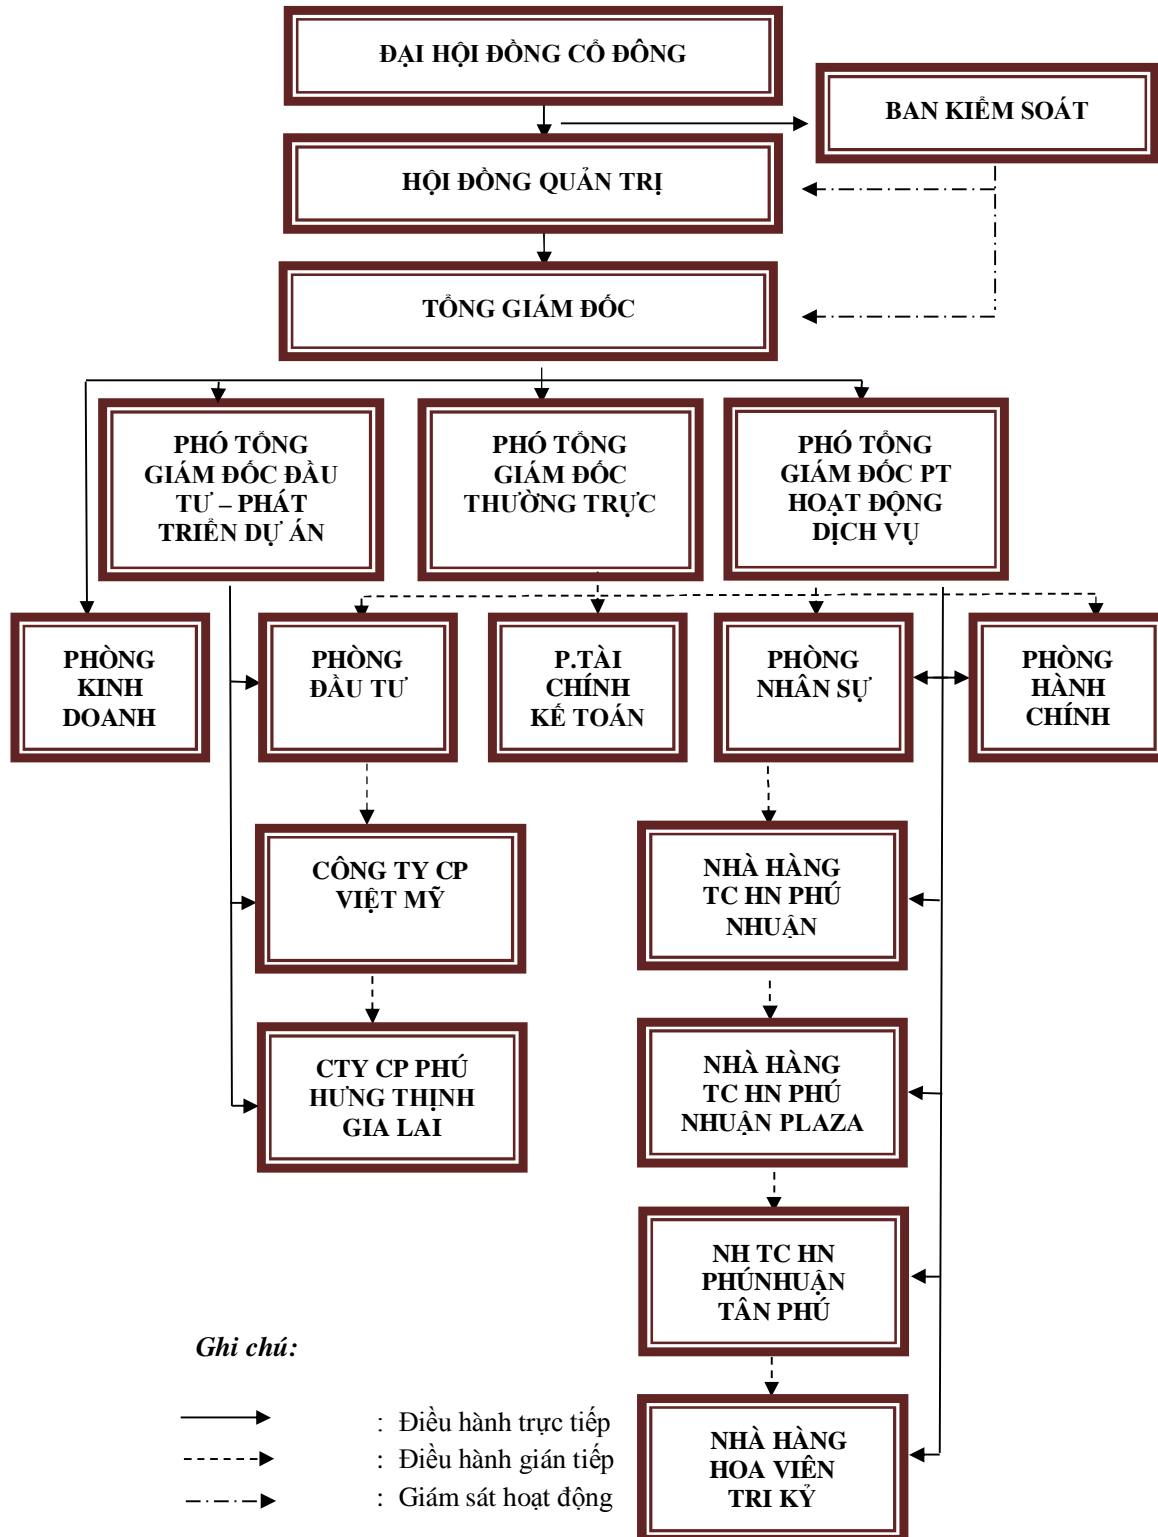 ĐẠI HỘI ĐỒNG CỔ ĐÔNG
BAN KIỂM SOÁT
HỘI ĐỒNG QUẢN TRỊ
TỔNG GIÁM ĐỐC
PHÓ TỔNG
GIÁM ĐỐC ĐẦU
TƯ – PHÁT
TRIỂN DỰ ÁN
PHÓ TỔNG
GIÁM ĐỐC
THƯỜNG TRỰC
PHÓ TỔNG
GIÁM ĐỐC PT
HOẠT ĐỘNG
DỊCH VỤ
PHÒNG
KINH
DOANH
PHÒNG
ĐẦU TƯ
P.TÀI
CHÍNH
KẾ TOÁN
PHÒNG
NHÂN SỰ
PHÒNG
HÀNH
CHÍNH
CÔNG TY CP
VIỆT MỸ
NHÀ HÀNG
TC HN PHÚ
NHUẬN
CTY CP PHÚ
HƯNG THỊNH
GIA LAI
NHÀ HÀNG
TC HN PHÚ
NHUẬN PLAZA
NH TC HN
PHÚNHUẬN
TÂN PHÚ
NHÀ HÀNG
HOA VIÊN
TRI KỶ
Ghi chú:
: Điều hành trực tiếp
: Điều hành gián tiếp
: Giám sát hoạt động